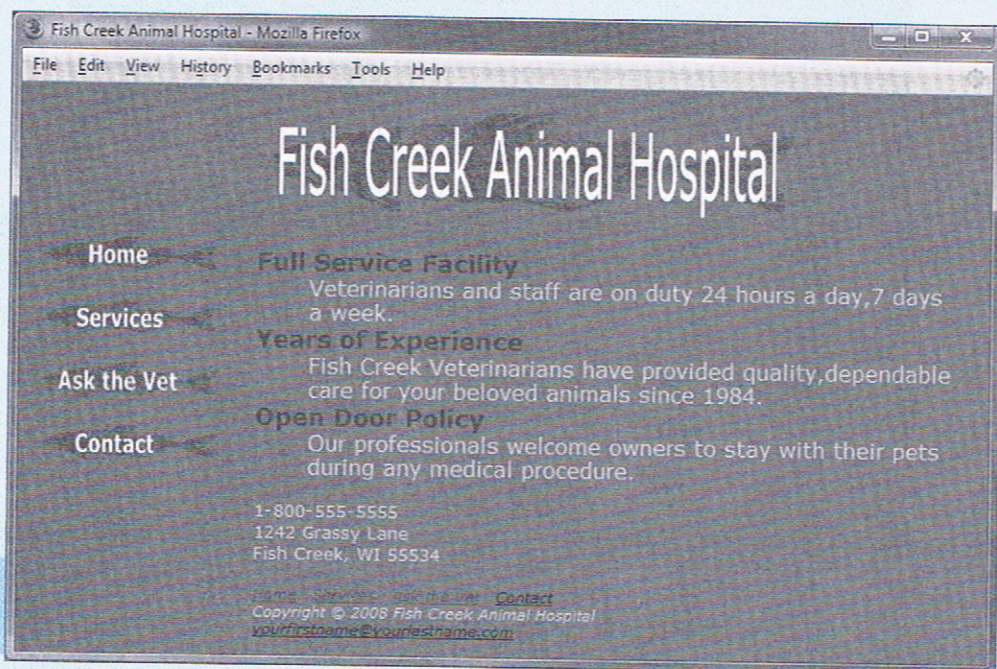 Fish Creek Animal Hospital - Mozilla Firefox
File Edit View History Bookmarks Tools Help
Fish Creek Animal Hospital
Home
Services
Ask the Vet
Contact
Full Service Facility
Veterinarians and staff are on duty 24 hours a day,7 days
a week.
Years of Experience
Fish Creek Veterinarians have provided quality,dependable
care for your beloved animals since 1984.
Open Door Policy
Our professionals welcome owners to stay with their pets
during any medical procedure.
1-800-555-5555
1242 Grassy Lane
Fish Creek, WI 55534
Home Services Ask the Vet Contact
Copyright © 2008 Fish Creek Animal Hospital
yourfirstname@yourlastname.com